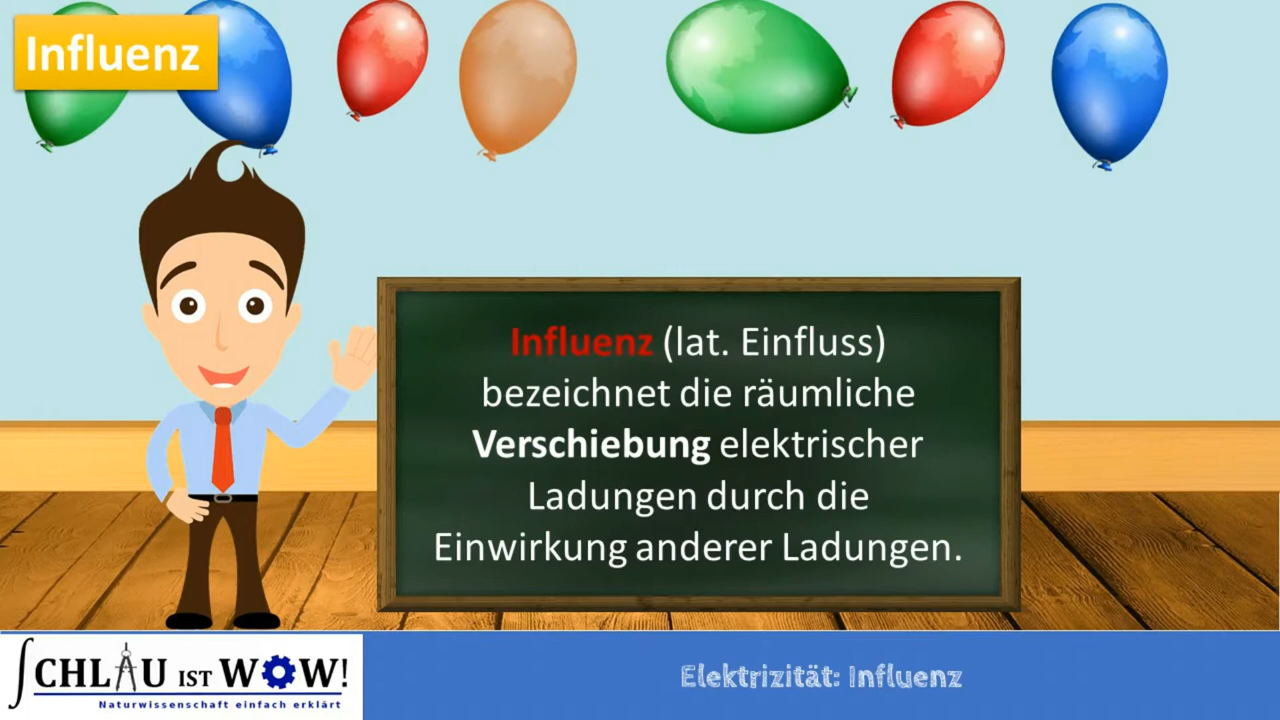 Influenz
Influenz (lat. Einfluss)
bezeichnet die räumliche
Verschiebung elektrischer
Ladungen durch die
Einwirkung anderer Ladungen.
SCHLAU IST WOW!
Naturwissenschaft einfach erklärt
Elektrizität: Influenz